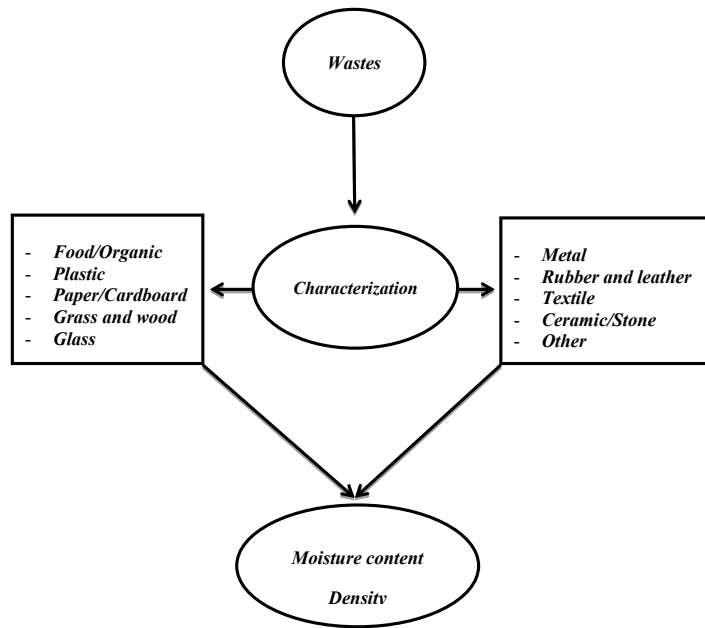 Wastes
Characterization
- Food/Organic
- Plastic
- Paper/Cardboard
- Grass and wood
- Glass
- Metal
- Rubber and leather
- Textile
- Ceramic/Stone
- Other
Moisture content
Density